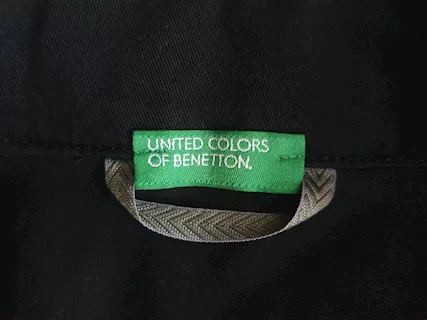 UNITED COLORS
OF BENETTON.